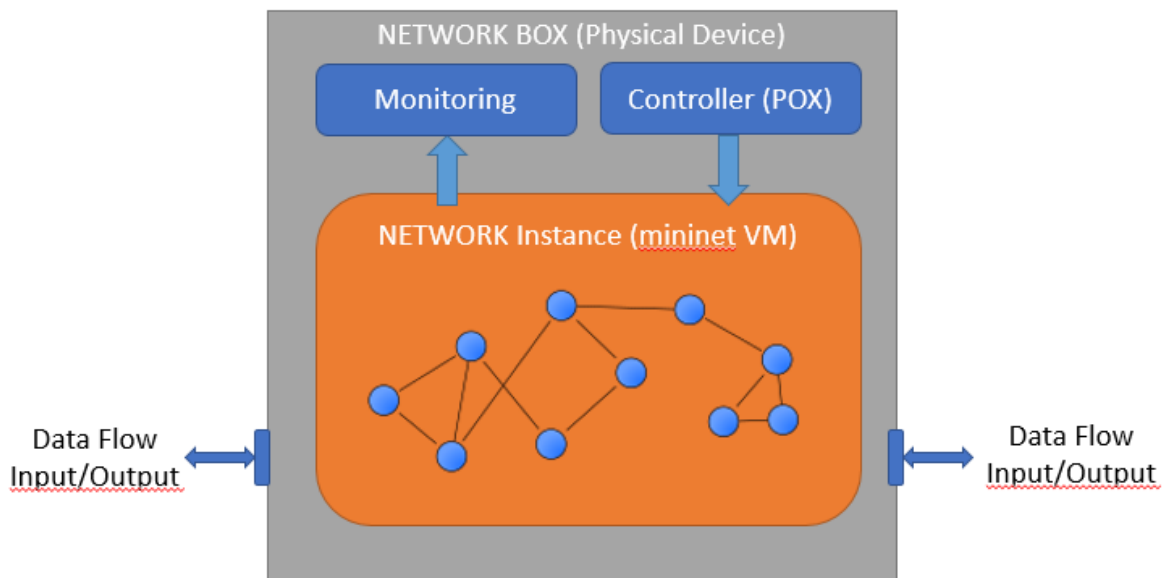 NETWORK BOX (Physical Device)
Monitoring
Controller (POX)
NETWORK Instance (mininet VM)
Data Flow
Input/Output
Data Flow
Input/Output